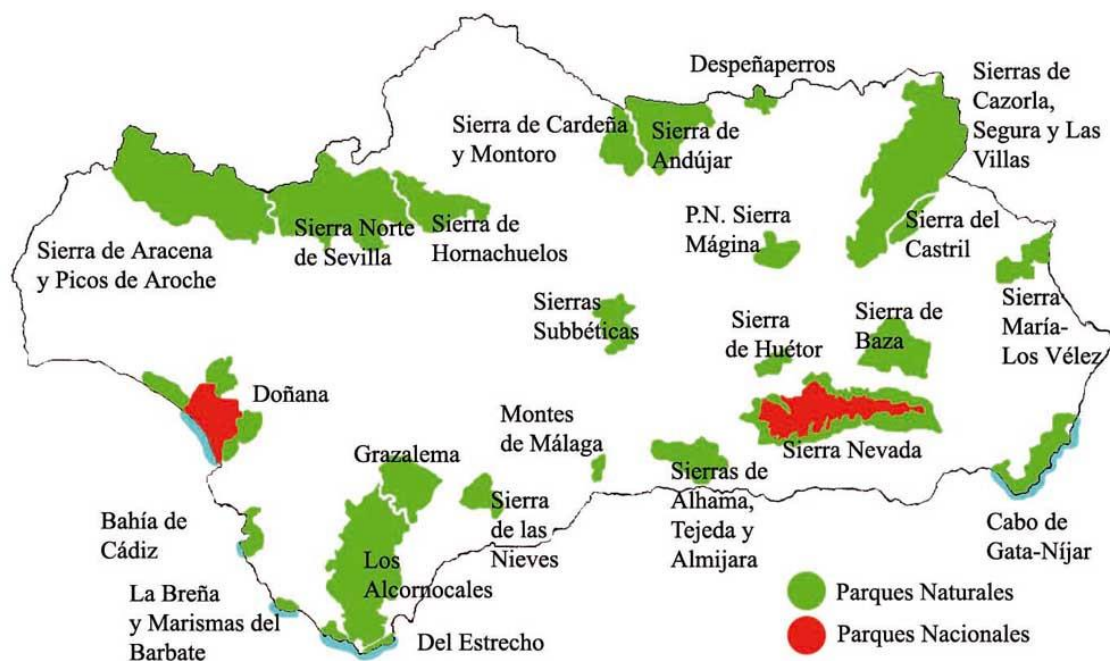 Despeñaperros
Sierras de
Cazorla,
Segura y Las
Villas
Sierra de Cardeña
y Montoro
Sierra de
Andújar
Sierra de Aracena
y Picos de Aroche
Sierra Norte
de Sevilla
Sierra de
Hornachuelos
P.N. Sierra
Mágina
Sierra del
Castril
Sierras
Subbéticas
Sierra
de Huétor
Sierra de
Baza
Sierra
María-
Los Vélez
Doñana
Montes
de Málaga
Sierra Nevada
Grazalema
Sierra
de las
Nieves
Sierras de
Alhama,
Tejeda y
Almijara
Cabo de
Gata-Níjar
Bahía de
Cádiz
Los
Alcornocales
La Breña
y Marismas del
Barbate
Del Estrecho
Parques Naturales
Parques Nacionales